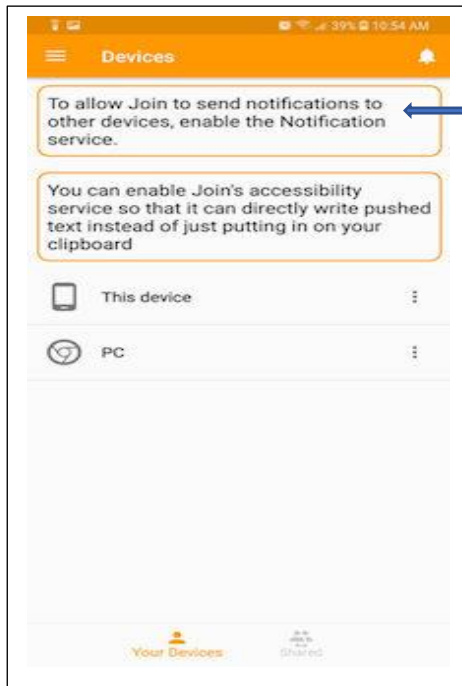 39% 10:54 AM
Devices
To allow Join to send notifications to
other devices, enable the Notification
service.
You can enable Join's accessibility
service so that it can directly write pushed
text instead of just putting in on your
clipboard
This device
PC
Your Devices
Shared